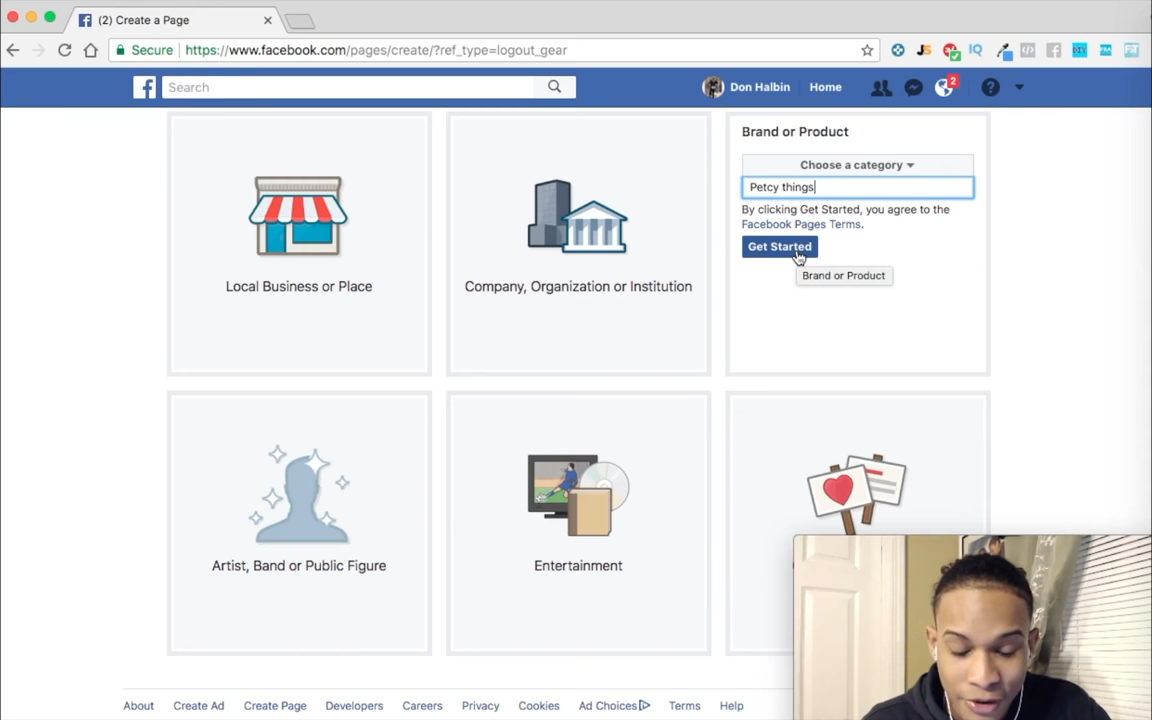 (2) Create a Page
Secure https://www.facebook.com/pages/create/?ref_type=logout_gear
JS
IQ
DIY
Search
Don Halbin
Home
2
Brand or Product
Choose a category
Petcy things
By clicking Get Started, you agree to the
Facebook Pages Terms.
Get Started
Brand or Product
Local Business or Place
Company, Organization or Institution
Artist, Band or Public Figure
Entertainment
About Create Ad Create Page Developers Careers Privacy Cookies Ad Choices Terms Help